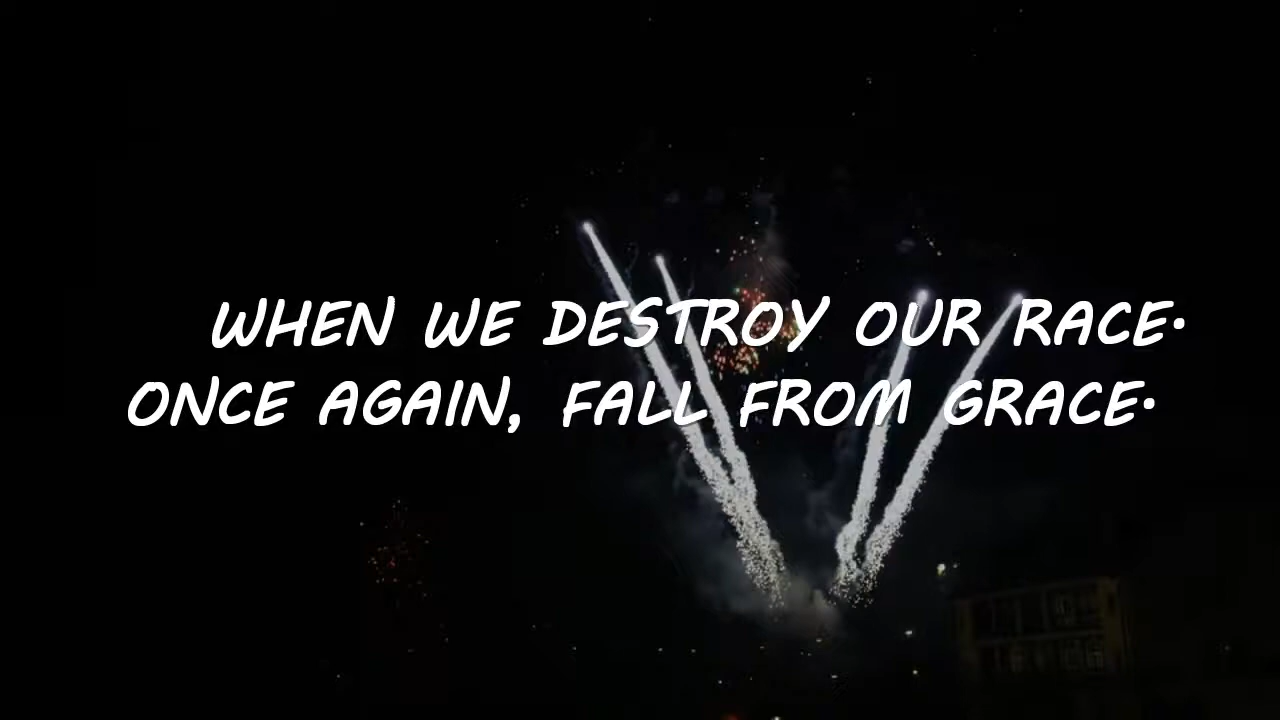 WHEN WE DESTROY OUR RACE.
ONCE AGAIN, FALL FROM GRACE.